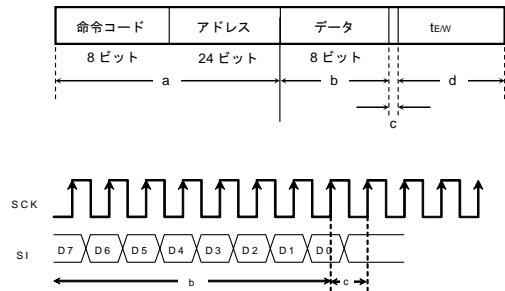 命令コード アドレス データ tE/W
8 ビット 24 ビット 8 ビット
a b d
c
SCK
SI D7 D6 D5 D4 D3 D2 D1 D0
b c